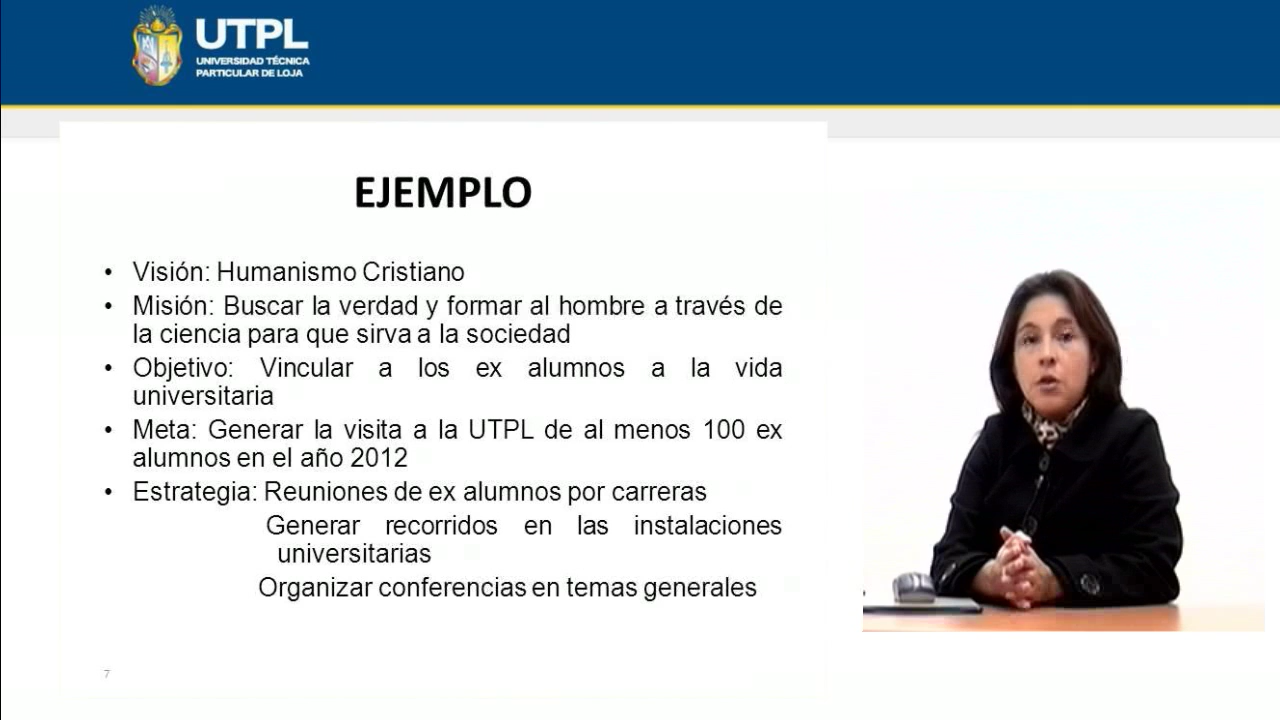 UTPL
UNIVERSIDAD TÉCNICA
PARTICULAR DE LOJA
EJEMPLO
• Visión: Humanismo Cristiano
• Misión: Buscar la verdad y formar al hombre a través de
la ciencia para que sirva a la sociedad
• Objetivo: Vincular a los ex alumnos a la vida
universitaria
• Meta: Generar la visita a la UTPL de al menos 100 ex
alumnos en el año 2012
• Estrategia: Reuniones de ex alumnos por carreras
Generar recorridos en las instalaciones
universitarias
Organizar conferencias en temas generales
7